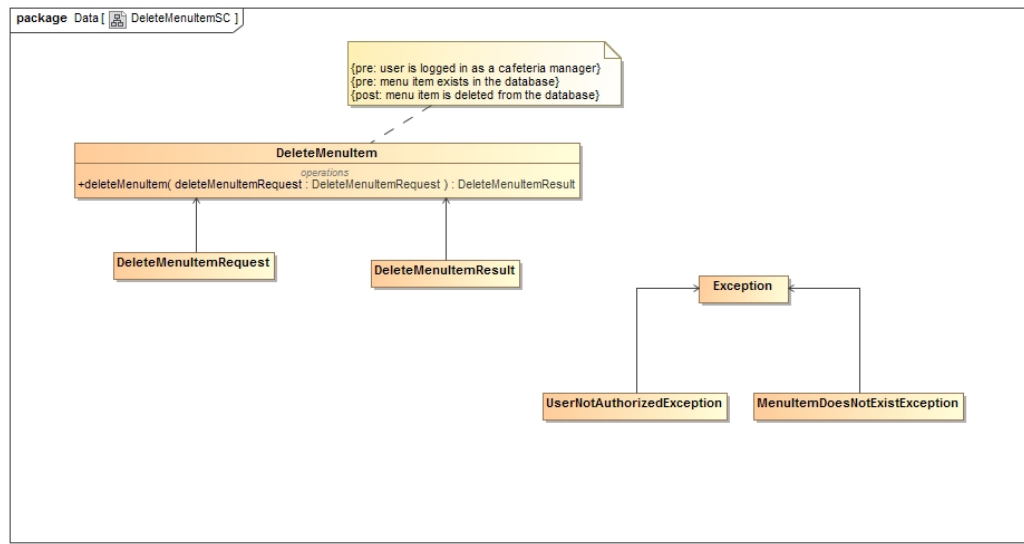 package Data [ DeleteMenuItemSC ]
{pre: user is logged in as a cafeteria manager}
{pre: menu item exists in the database}
{post: menu item is deleted from the database}
DeleteMenuItem
operations
+deleteMenuItem( deleteMenuItemRequest : DeleteMenuItemRequest ) : DeleteMenuItemResult
DeleteMenuItemRequest
DeleteMenuItemResult
Exception
UserNotAuthorizedException
MenuItemDoesNotExistException